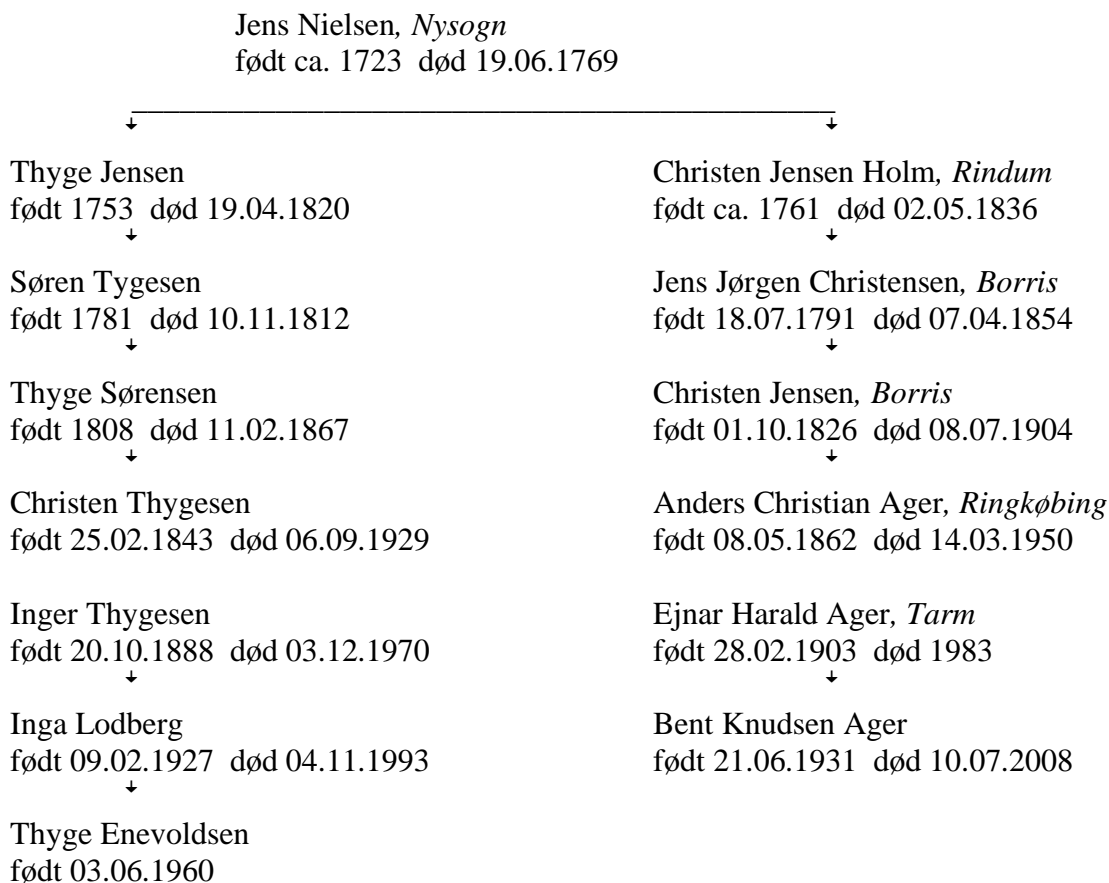 Jens Nielsen, Nysogn
født ca. 1723 død 19.06.1769
Thyge Jensen
født 1753 død 19.04.1820
Søren Tygesen
født 1781 død 10.11.1812
Thyge Sørensen
født 1808 død 11.02.1867
Christen Thygesen
født 25.02.1843 død 06.09.1929
Inger Thygesen
født 20.10.1888 død 03.12.1970
Inga Lodberg
født 09.02.1927 død 04.11.1993
Thyge Enevoldsen
født 03.06.1960
Christen Jensen Holm, Rindum
født ca. 1761 død 02.05.1836
Jens Jørgen Christensen, Borris
født 18.07.1791 død 07.04.1854
Christen Jensen, Borris
født 01.10.1826 død 08.07.1904
Anders Christian Ager, Ringkøbing
født 08.05.1862 død 14.03.1950
Ejnar Harald Ager, Tarm
født 28.02.1903 død 1983
Bent Knudsen Ager
født 21.06.1931 død 10.07.2008